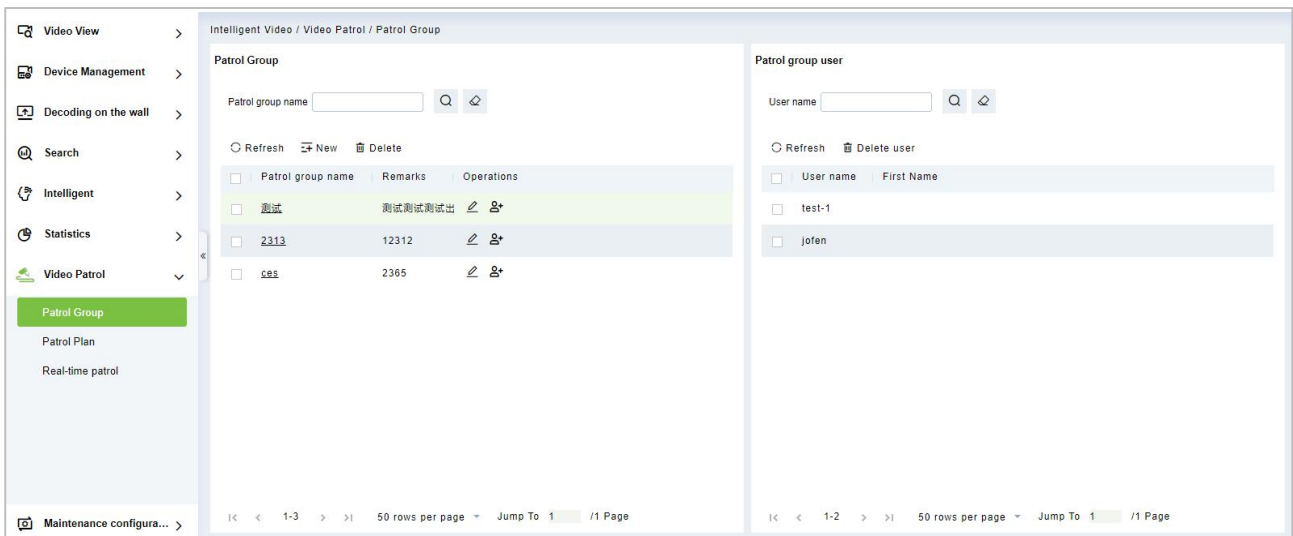 Video View
Device Management
Decoding on the wall
Search
Intelligent
Statistics
Video Patrol
Patrol Group
Patrol Plan
Real-time patrol
Maintenance configura...
Intelligent Video / Video Patrol / Patrol Group
Patrol Group
Patrol group name
Refresh New Delete
Patrol group name Remarks Operations
测试 测试测试测试出
2313 12312
ces 2365
1-3 50 rows per page Jump To 1 /1 Page
Patrol group user
User name
Refresh Delete user
User name First Name
test-1
jofen
1-2 50 rows per page Jump To 1 /1 Page